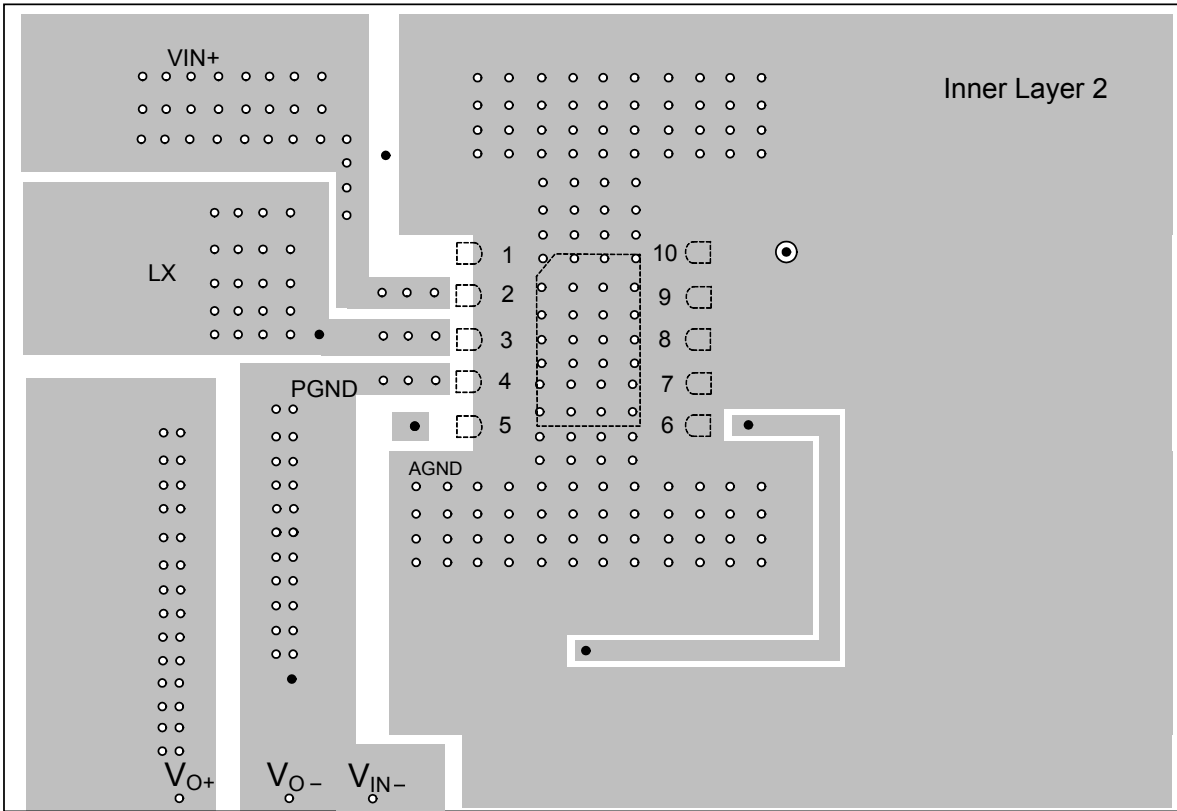 VIN+
Inner Layer 2
LX
1
10
2
9
3
8
4
7
5
6
PGND
AGND
VO+
VO–
VIN–